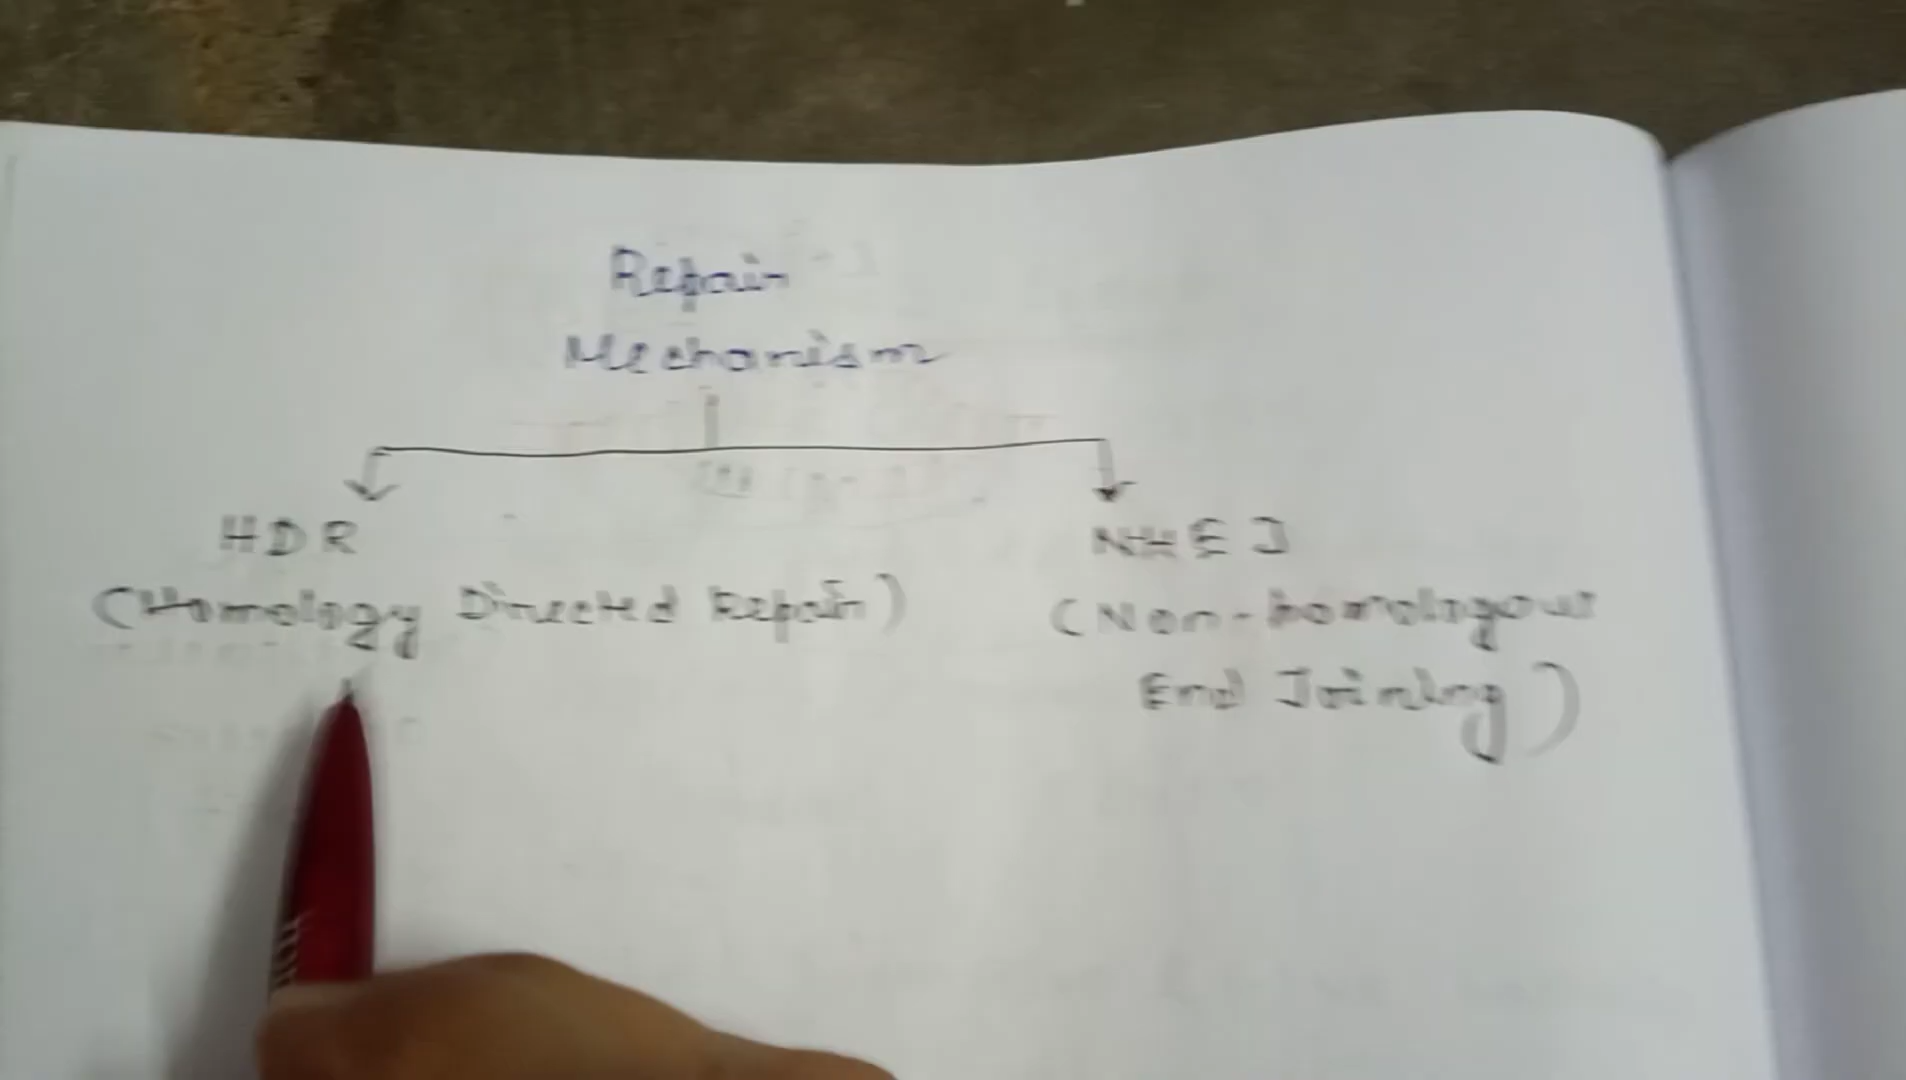 Repair
Mechanism
HDR
(Homology Directed Repair)
NHEJ
(Non-homologous
End Joining)